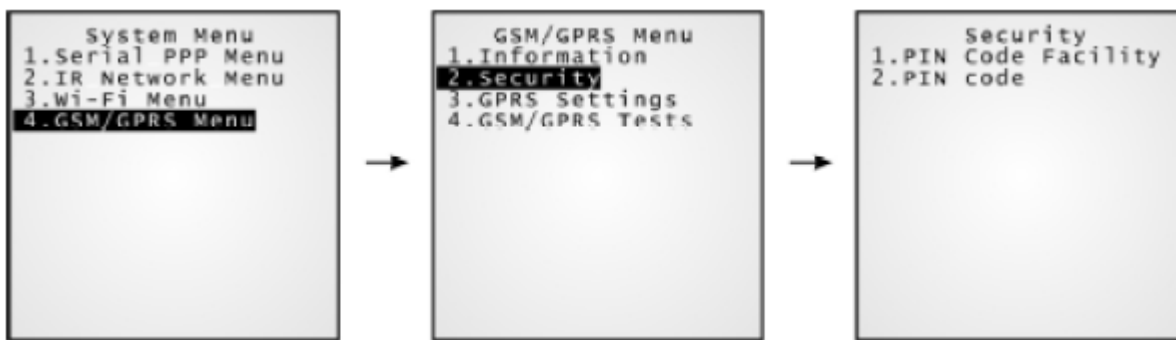 System Menu
1.Serial PPP Menu
2.IR Network Menu
3.Wi-Fi Menu
4.GSM/GPRS Menu
GSM/GPRS Menu
1.Information
2.Security
3.GPRS Settings
4.GSM/GPRS Tests
Security
1.PIN Code Facility
2.PIN code